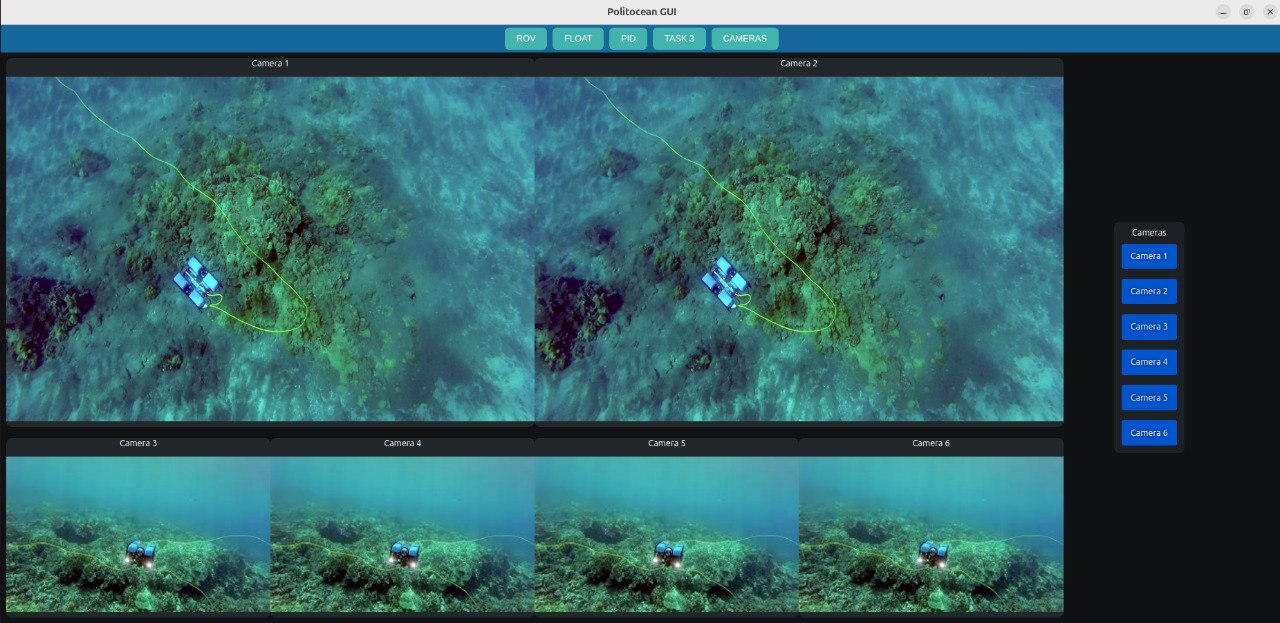 Politocean GUI
ROV FLOAT PID TASK 3 CAMERAS
Camera 1 Camera 2
Camera 3 Camera 4 Camera 5 Camera 6
Cameras
Camera 1
Camera 2
Camera 3
Camera 4
Camera 5
Camera 6